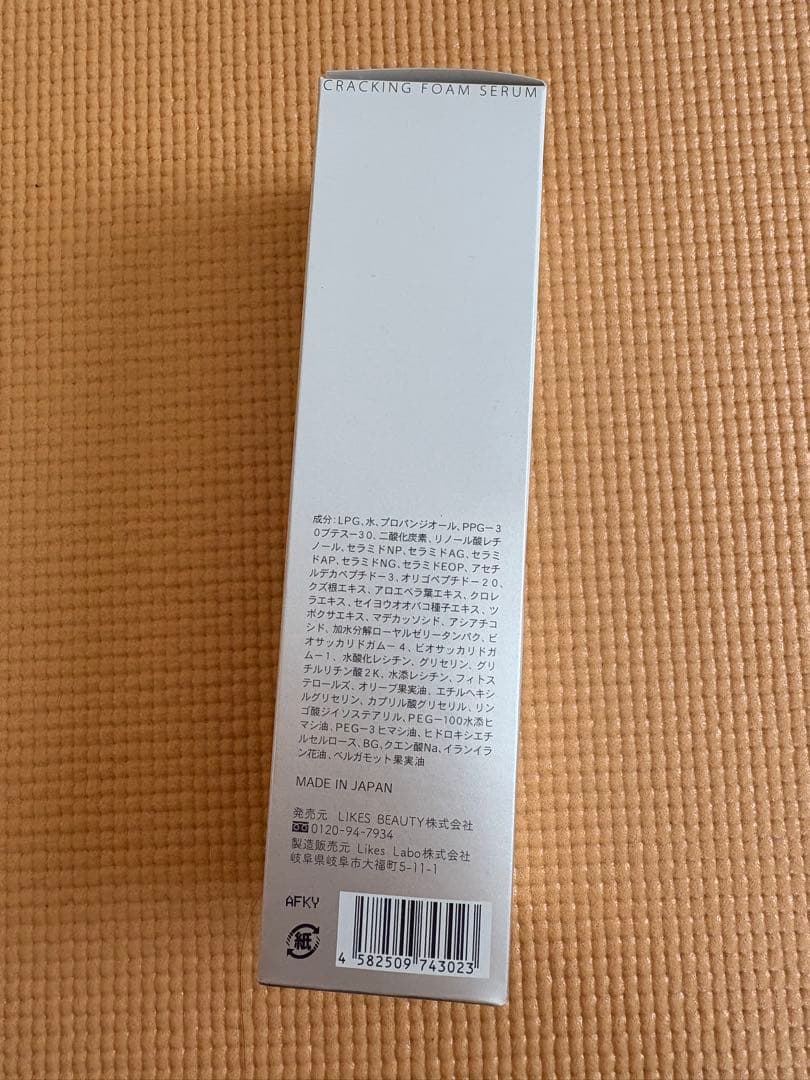 CRACKING FOAM SERUM
成分：LPG、水、プロパンジオール、PPG－3
0ブテス－30、二酸化炭素、リノール酸レチ
ノール、セラミドNP、セラミドAG、セラミ
ドAP、セラミドNG、セラミドEOP、アセチ
ルデカペプチド－3、オリゴペプチド－20、
クズ根エキス、アロエベラ葉エキス、クロレ
ラエキス、セイヨウオオバコ種子エキス、ツ
ボクサエキス、マデカッソシド、アシアチコ
シド、加水分解ローヤルゼリータンパク、ビ
オサッカリドガム－4、ビオサッカリドガ
ム－1、水酸化レシチン、グリセリン、グリ
チルリチン酸2K、水添レシチン、フィトス
テロールズ、オリーブ果実油、エチルヘキシ
ルグリセリン、カプリル酸グリセリル、リン
ゴ酸ジイソステアリル、PEG－100水添ヒ
マシ油、PEG－3ヒマシ油、ヒドロキシエチ
ルセルロース、BG、クエン酸Na、イランイラ
ン花油、ベルガモット果実油
MADE IN JAPAN
発売元 LIKES BEAUTY株式会社
0120-94-7934
製造販売元 Likes Labo株式会社
岐阜県岐阜市大福町5-11-1
AFKY
紙
4 582509 743023